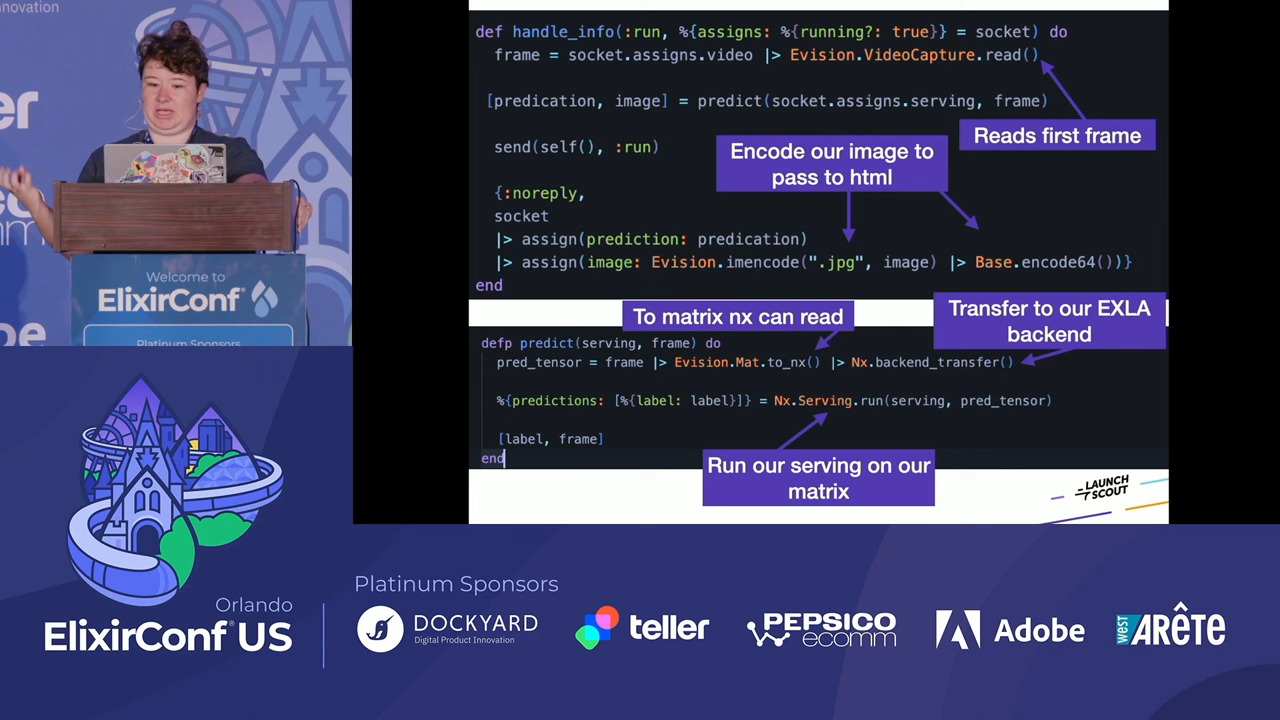 nnovation
er
mm
pe
Welcome to
ElixirConf®
Platinum Sponsors
def handle_info(:run, %{assigns: %{running?: true}} = socket) do
frame = socket.assigns.video |> Evision.VideoCapture.read()
[predication, image] = predict(socket.assigns.serving, frame)
send(self(), :run)
{:noreply,
socket
|> assign(prediction: predication)
|> assign(image: Evision.imencode(".jpg", image) |> Base.encode64())}
end
Reads first frame
Encode our image to
pass to html
To matrix nx can read
Transfer to our EXLA
backend
defp predict(serving, frame) do
pred_tensor = frame |> Evision.Mat.to_nx() |> Nx.backend_transfer()
%{predictions: [%{label: label}]} = Nx.Serving.run(serving, pred_tensor)
[label, frame]
end
Run our serving on our
matrix
LAUNCH
SCOUT
Orlando
ElixirConf® US
Platinum Sponsors
DOCKYARD
Digital Product Innovation
teller
PEPSICO
ecomm
Adobe
west ARÊTE